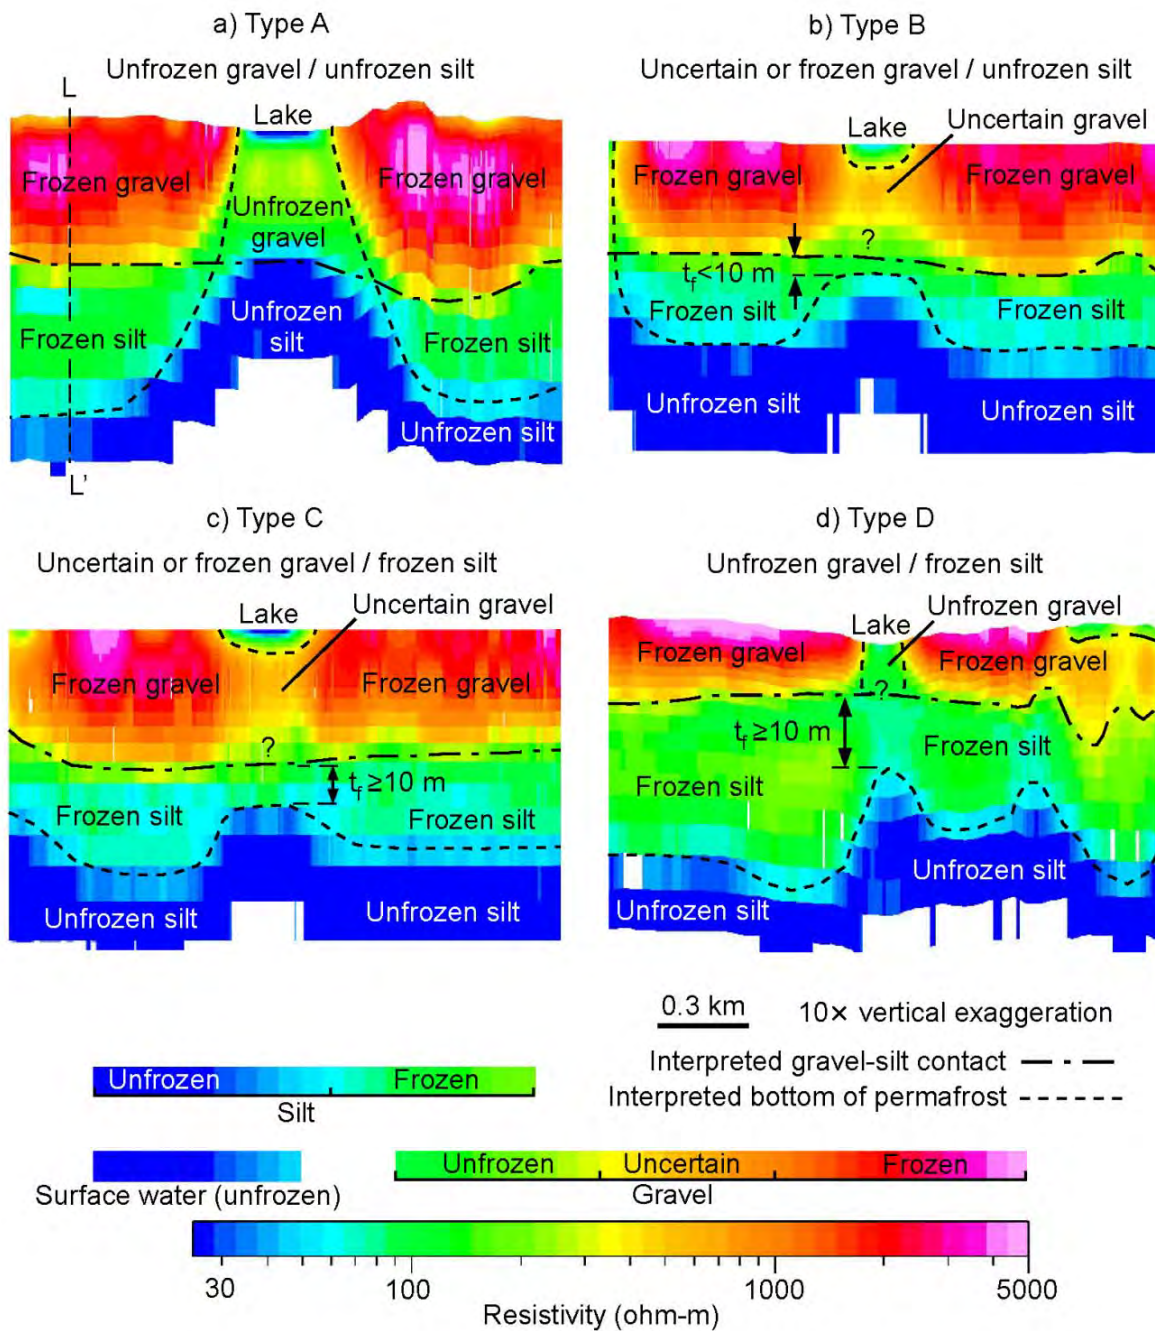 a) Type A
Unfrozen gravel / unfrozen silt
L
Lake
Frozen gravel
Frozen gravel
Unfrozen
gravel
Frozen silt
Unfrozen
silt
Frozen silt
Unfrozen silt
L'
b) Type B
Uncertain or frozen gravel / unfrozen silt
Lake
Uncertain gravel
Frozen gravel
Frozen gravel
?
t_f<10 m
Frozen silt
Frozen silt
Unfrozen silt
Unfrozen silt
c) Type C
Uncertain or frozen gravel / frozen silt
Lake
Uncertain gravel
Frozen gravel
Frozen gravel
?
t_f ≥10 m
Frozen silt
Frozen silt
Unfrozen silt
Unfrozen silt
d) Type D
Unfrozen gravel / frozen silt
Lake
Unfrozen gravel
Frozen gravel
Frozen gravel
?
t_f ≥10 m
Frozen silt
Frozen silt
Unfrozen silt
Unfrozen silt
0.3 km
10× vertical exaggeration
Interpreted gravel-silt contact
Interpreted bottom of permafrost
Unfrozen
Frozen
Silt
Surface water (unfrozen)
Unfrozen
Uncertain
Frozen
Gravel
30
100
1000
5000
Resistivity (ohm-m)